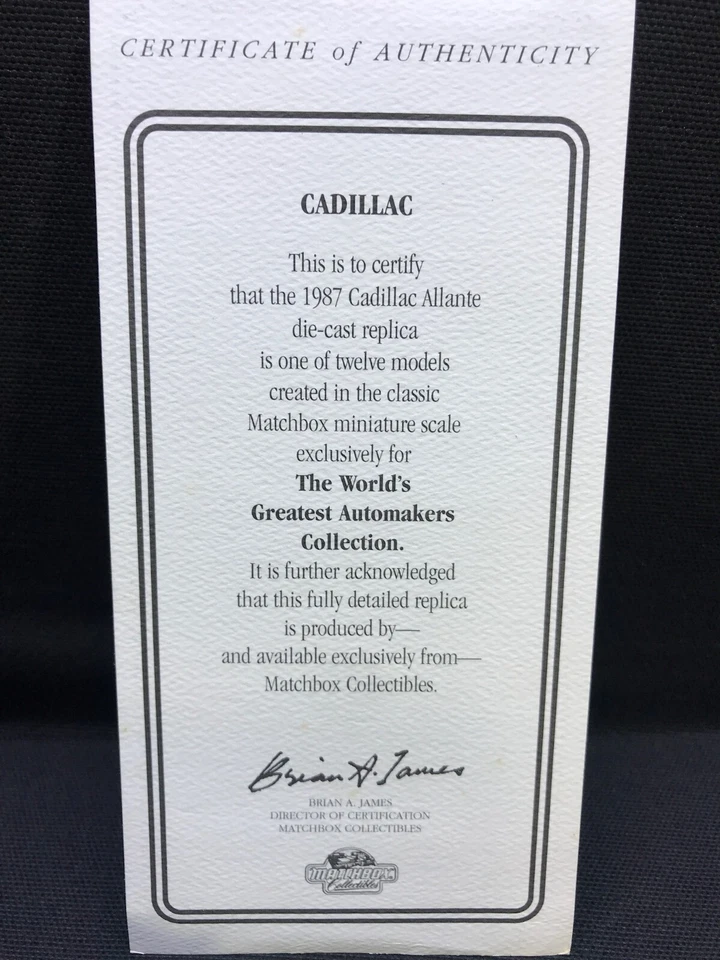 CERTIFICATE of AUTHENTICITY
CADILLAC
This is to certify
that the 1987 Cadillac Allante
die-cast replica
is one of twelve models
created in the classic
Matchbox miniature scale
exclusively for
The World's
Greatest Automakers
Collection.
It is further acknowledged
that this fully detailed replica
is produced by—
and available exclusively from—
Matchbox Collectibles.
Brian A. James
BRIAN A. JAMES
DIRECTOR OF CERTIFICATION
MATCHBOX COLLECTIBLES
MATCHBOX
Collectibles